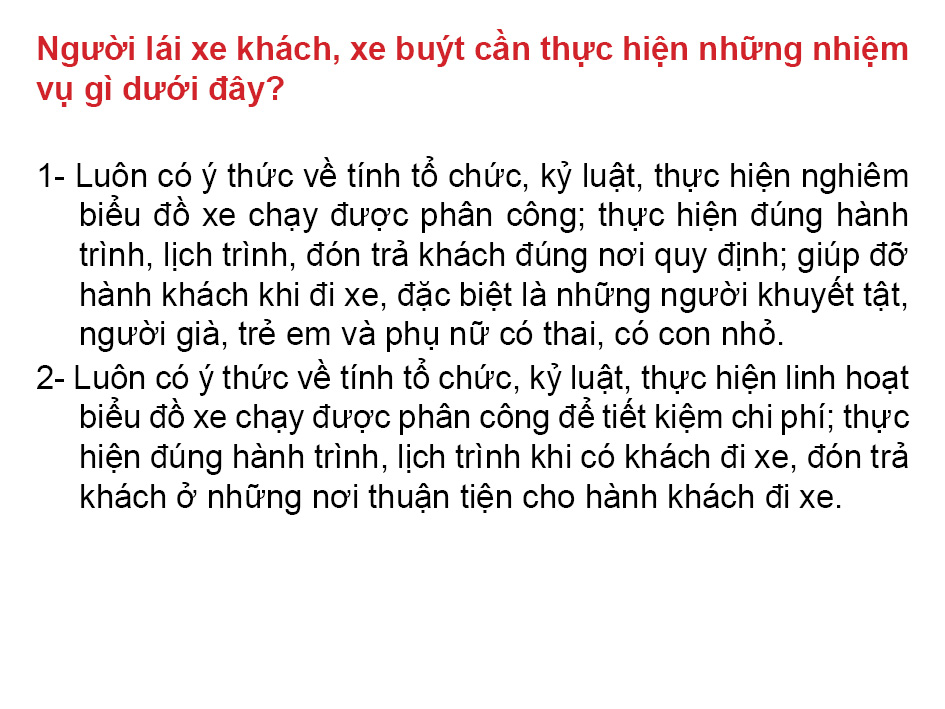 Người lái xe khách, xe buýt cần thực hiện những nhiệm
vụ gì dưới đây?
1- Luôn có ý thức về tính tổ chức, kỷ luật, thực hiện nghiêm
biểu đồ xe chạy được phân công; thực hiện đúng hành
trình, lịch trình, đón trả khách đúng nơi quy định; giúp đỡ
hành khách khi đi xe, đặc biệt là những người khuyết tật,
người già, trẻ em và phụ nữ có thai, có con nhỏ.
2- Luôn có ý thức về tính tổ chức, kỷ luật, thực hiện linh hoạt
biểu đồ xe chạy được phân công để tiết kiệm chi phí; thực
hiện đúng hành trình, lịch trình khi có khách đi xe, đón trả
khách ở những nơi thuận tiện cho hành khách đi xe.